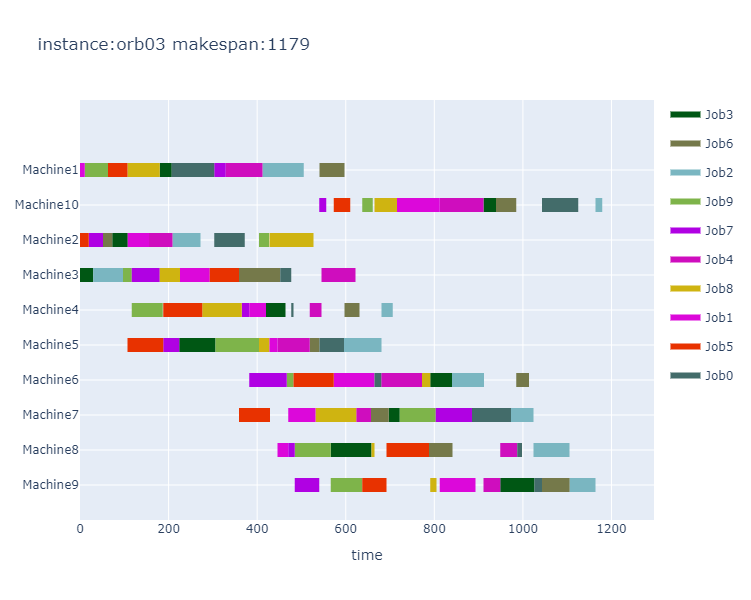 instance:orb03 makespan:1179
Machine1
Machine10
Machine2
Machine3
Machine4
Machine5
Machine6
Machine7
Machine8
Machine9
0 200 400 600 800 1000 1200
time
Job3
Job6
Job2
Job9
Job7
Job4
Job8
Job1
Job5
Job0